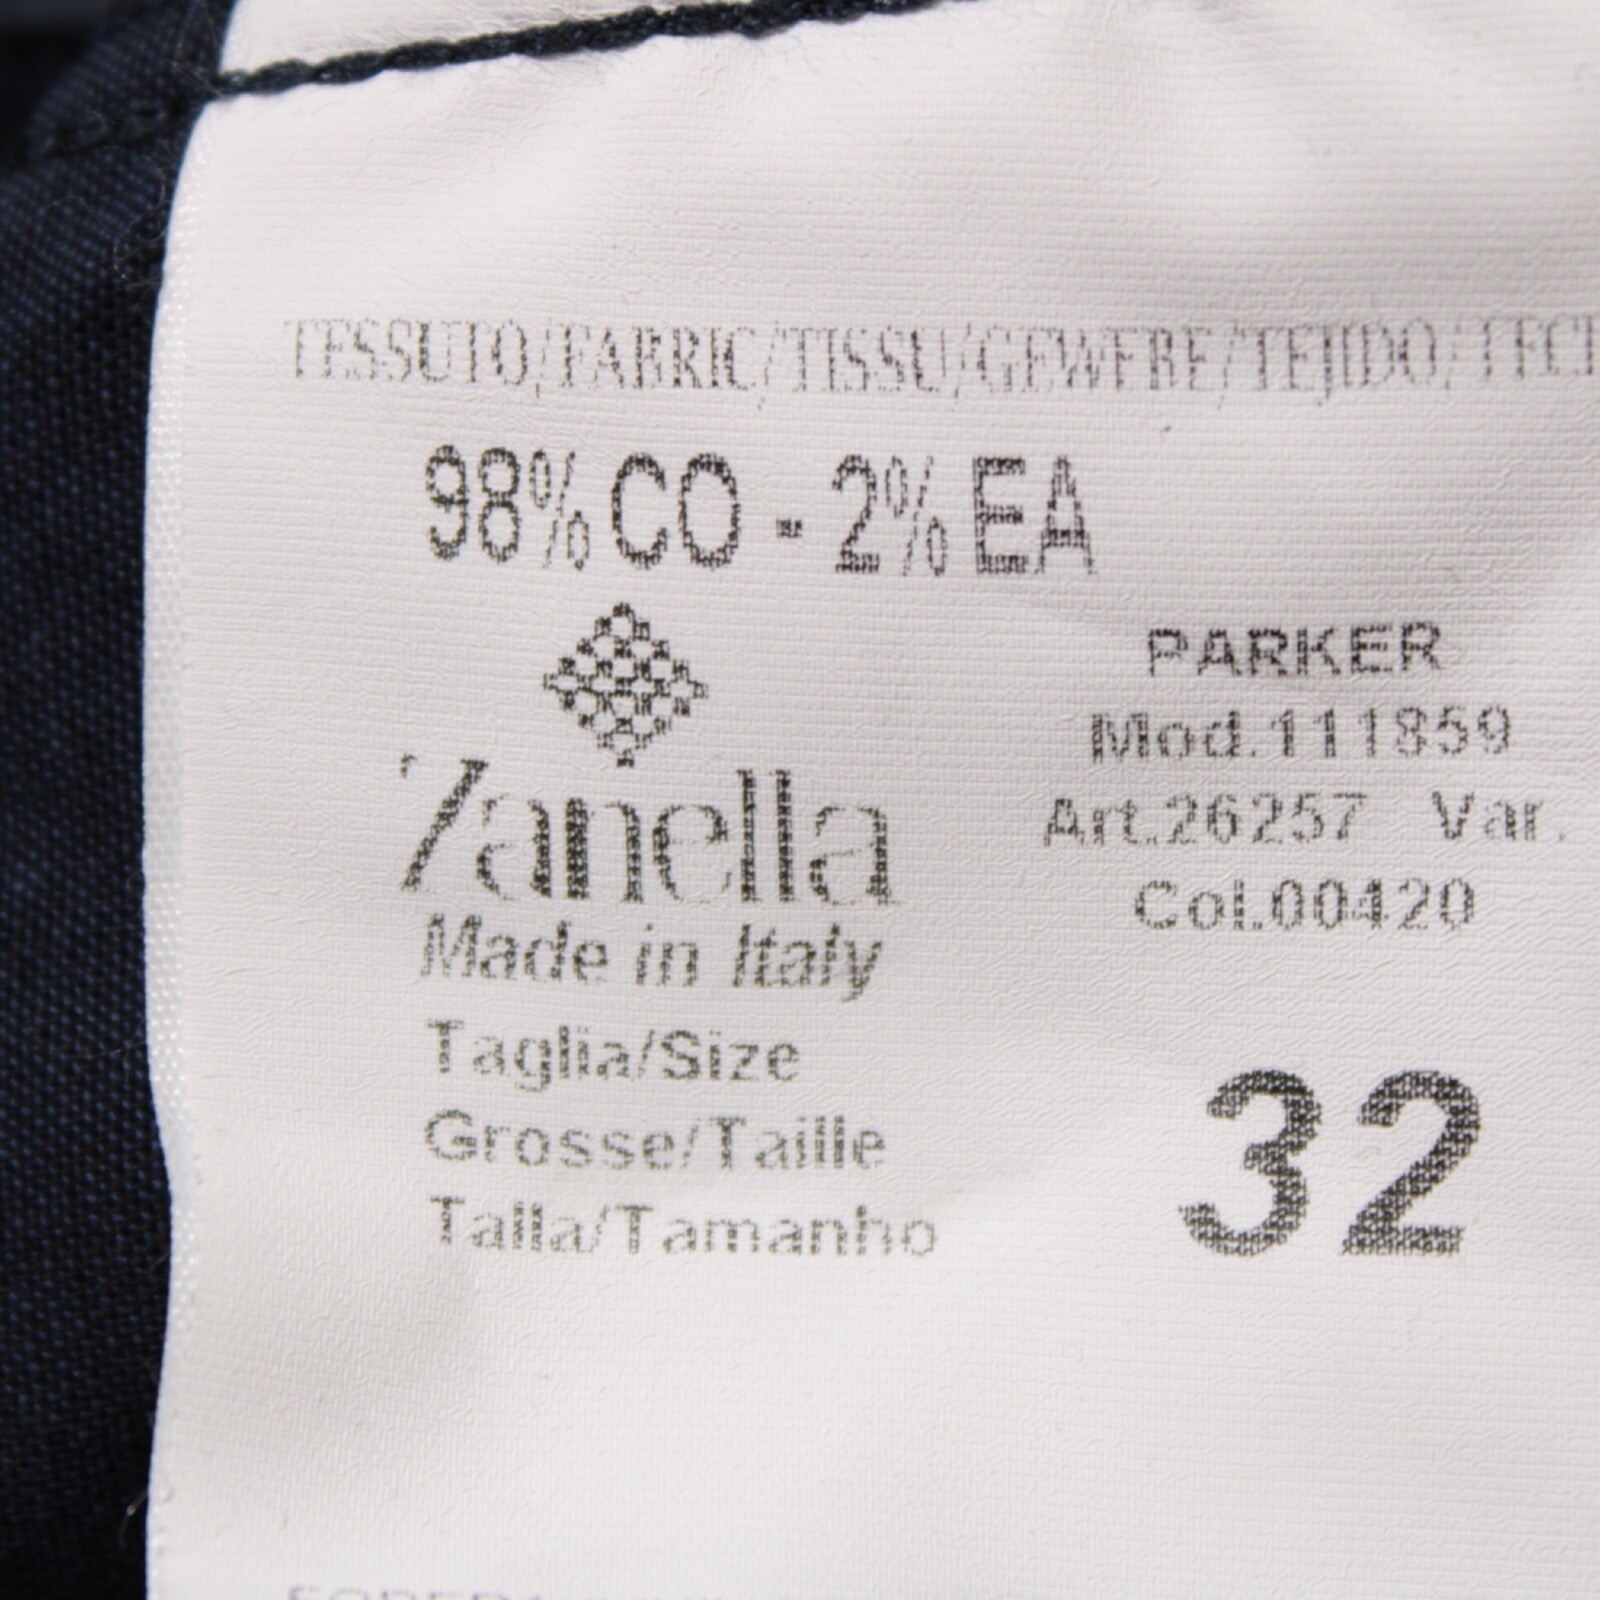 TESSUTO/FABRIC/TISSU/GEWEBE/TEJIDO/TECI
98% CO - 2% EA
PARKER
Mod.111859
Zanella
Art.26257 Var.
Col.00420
Made in Italy
Taglia/Size
Grosse/Taille
Talla/Tamanho
32